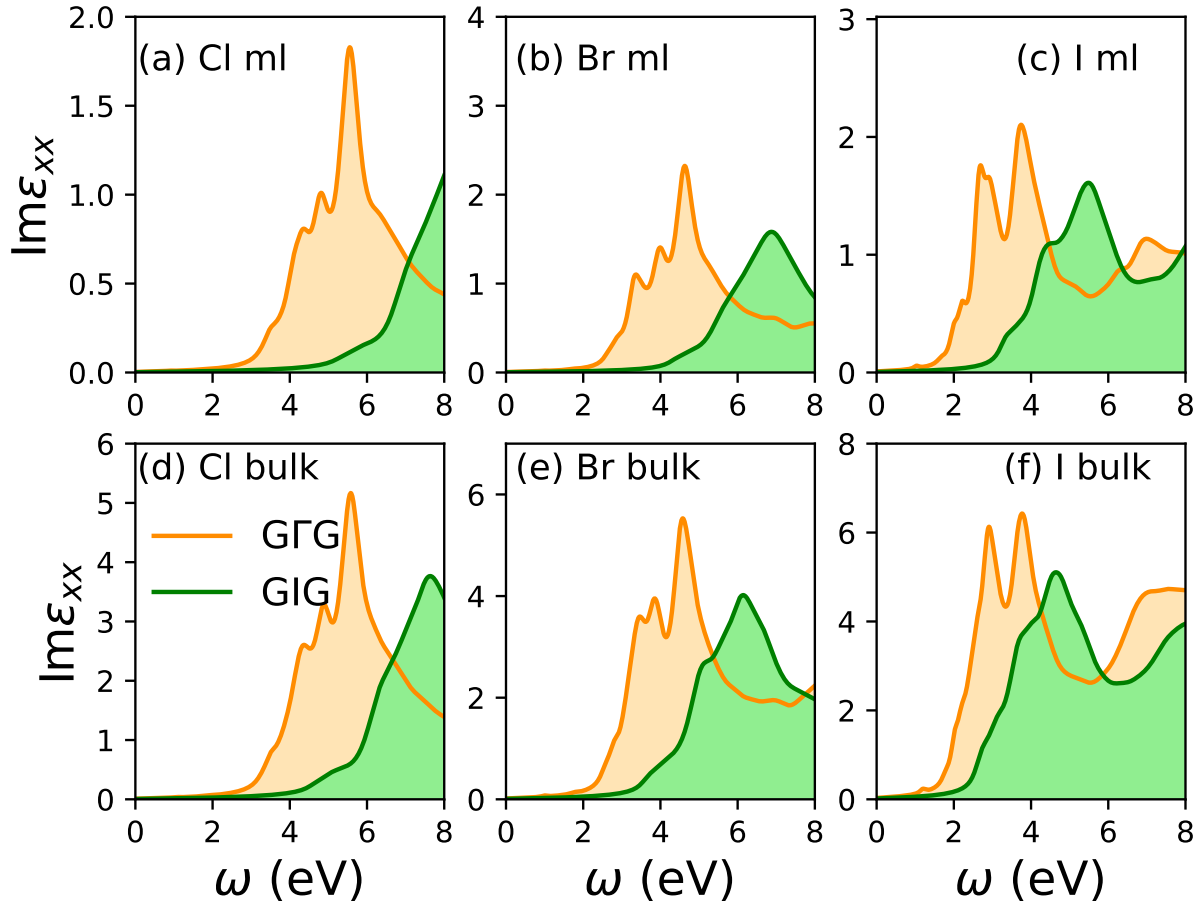 (a) Cl ml
Imεxx
2.0
1.5
1.0
0.5
0.0
0 2 4 6 8
(b) Br ml
4
3
2
1
0
0 2 4 6 8
(c) I ml
3
2
1
0
0 2 4 6 8
(d) Cl bulk
GΓG
GIG
Imεxx
6
5
4
3
2
1
0
0 2 4 6 8
ω (eV)
(e) Br bulk
6
4
2
0
0 2 4 6 8
ω (eV)
(f) I bulk
8
6
4
2
0
0 2 4 6 8
ω (eV)